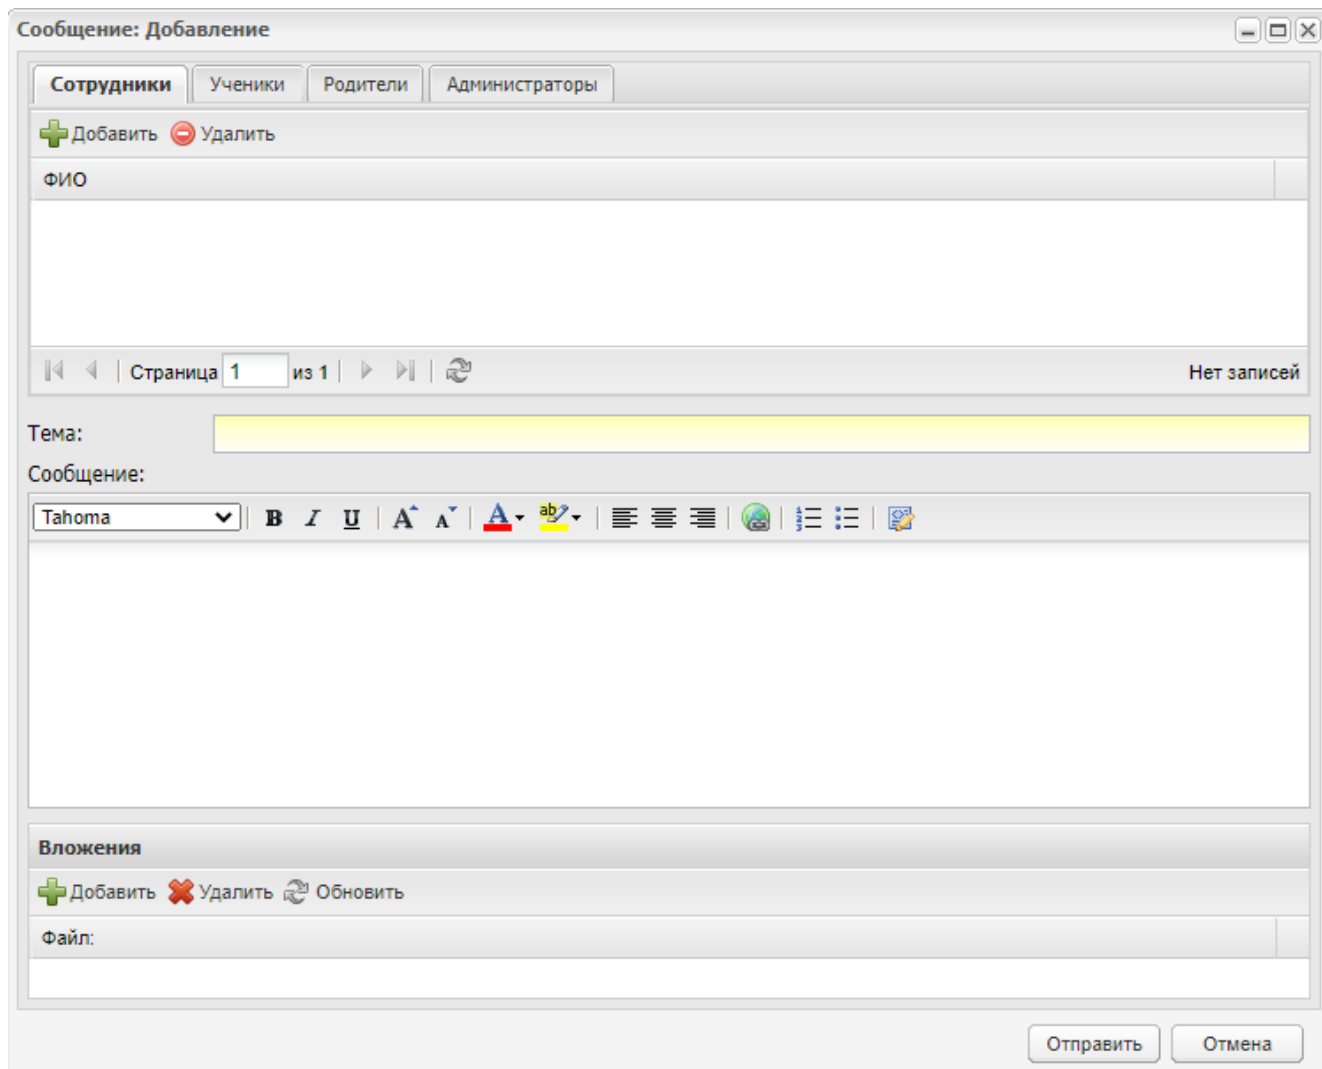 Сообщение: Добавление
Сотрудники Ученики Родители Администраторы
Добавить Удалить
ФИО
Страница 1 из 1 Нет записей
Тема:
Сообщение:
Tahoma B I U A A A ab
Вложения
Добавить Удалить Обновить
Файл:
Отправить Отмена